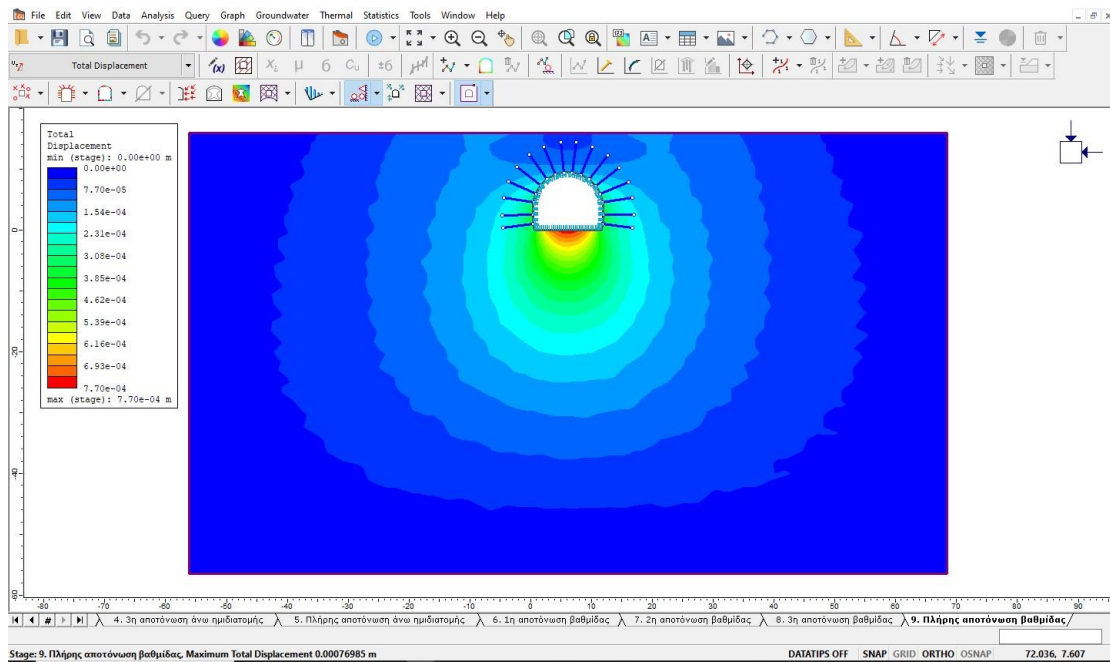 File Edit View Data Analysis Query Graph Groundwater Thermal Statistics Tools Window Help
Total Displacement
Total
Displacement
min (stage): 0.00e+00 m
0.00e+00
7.70e-05
1.54e-04
2.31e-04
3.08e-04
3.85e-04
4.62e-04
5.39e-04
6.16e-04
6.93e-04
7.70e-04
max (stage): 7.70e-04 m
0
-20
-40
-60
-80 -70 -60 -50 -40 -30 -20 -10 0 10 20 30 40 50 60 70 80 90
4. 3η αποτόνωση άνω ημιδιατομής 5. Πλήρης αποτόνωση άνω ημιδιατομής 6. 1η αποτόνωση βαθμίδας 7. 2η αποτόνωση βαθμίδας 8. 3η αποτόνωση βαθμίδας 9. Πλήρης αποτόνωση βαθμίδας
Stage: 9. Πλήρης αποτόνωση βαθμίδας, Maximum Total Displacement 0.00076985 m DATATIPS OFF SNAP GRID ORTHO OSNAP 72.036, 7.607